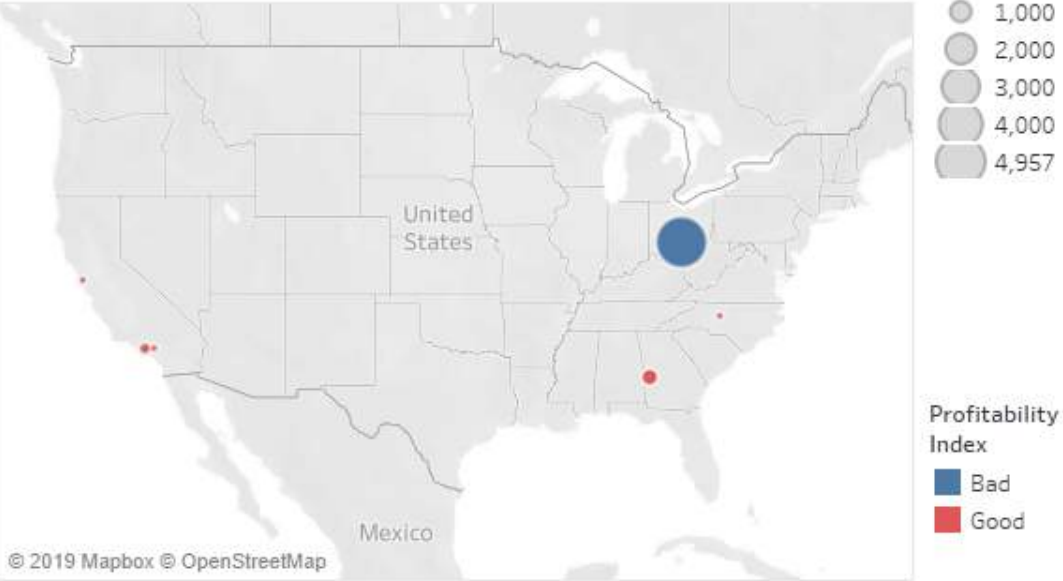 1,000
2,000
3,000
4,000
4,957
United
States
Mexico
Profitability
Index
Bad
Good
© 2019 Mapbox © OpenStreetMap